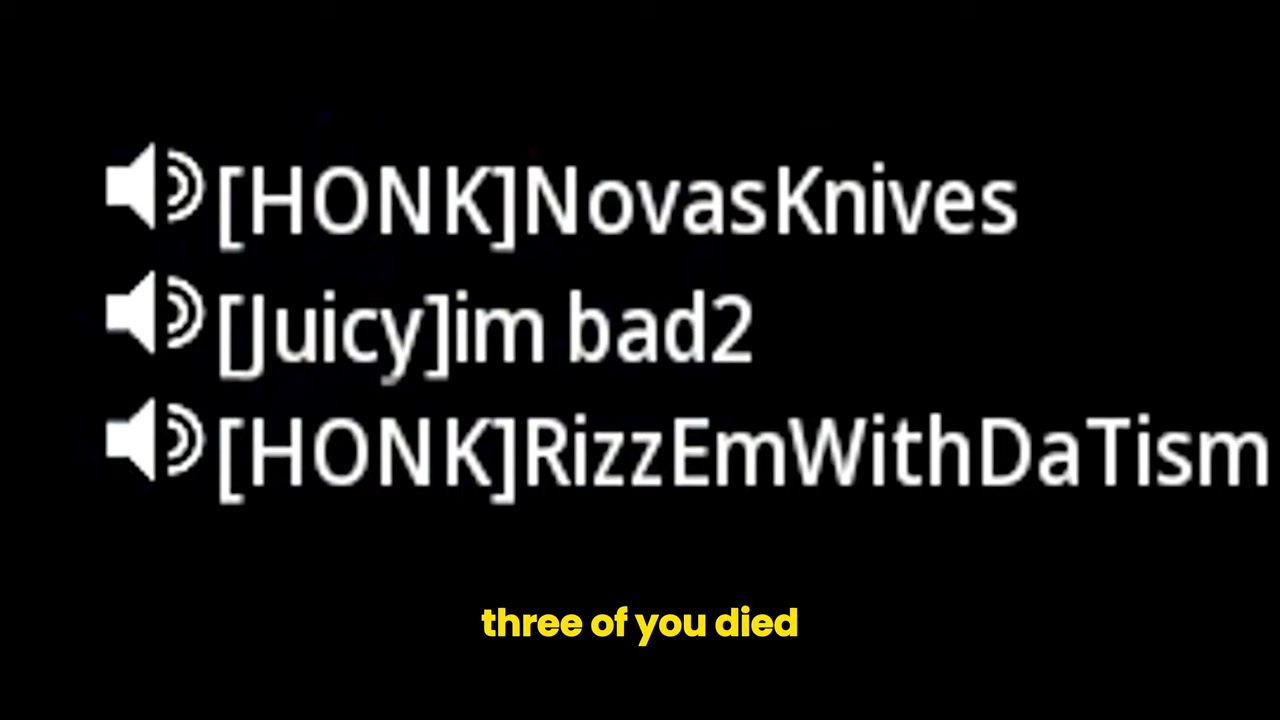 [HONK]NovasKnives
[Juicy]im bad2
[HONK]RizzEmWithDaTism
three of you died